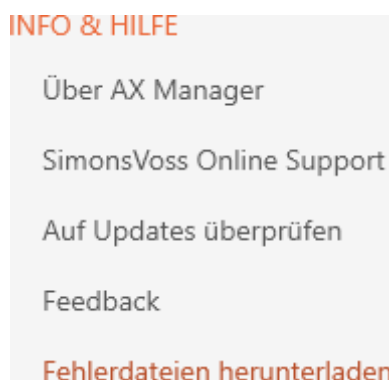 INFO & HILFE
Über AX Manager
SimonsVoss Online Support
Auf Updates überprüfen
Feedback
Fehlerdateien herunterladen